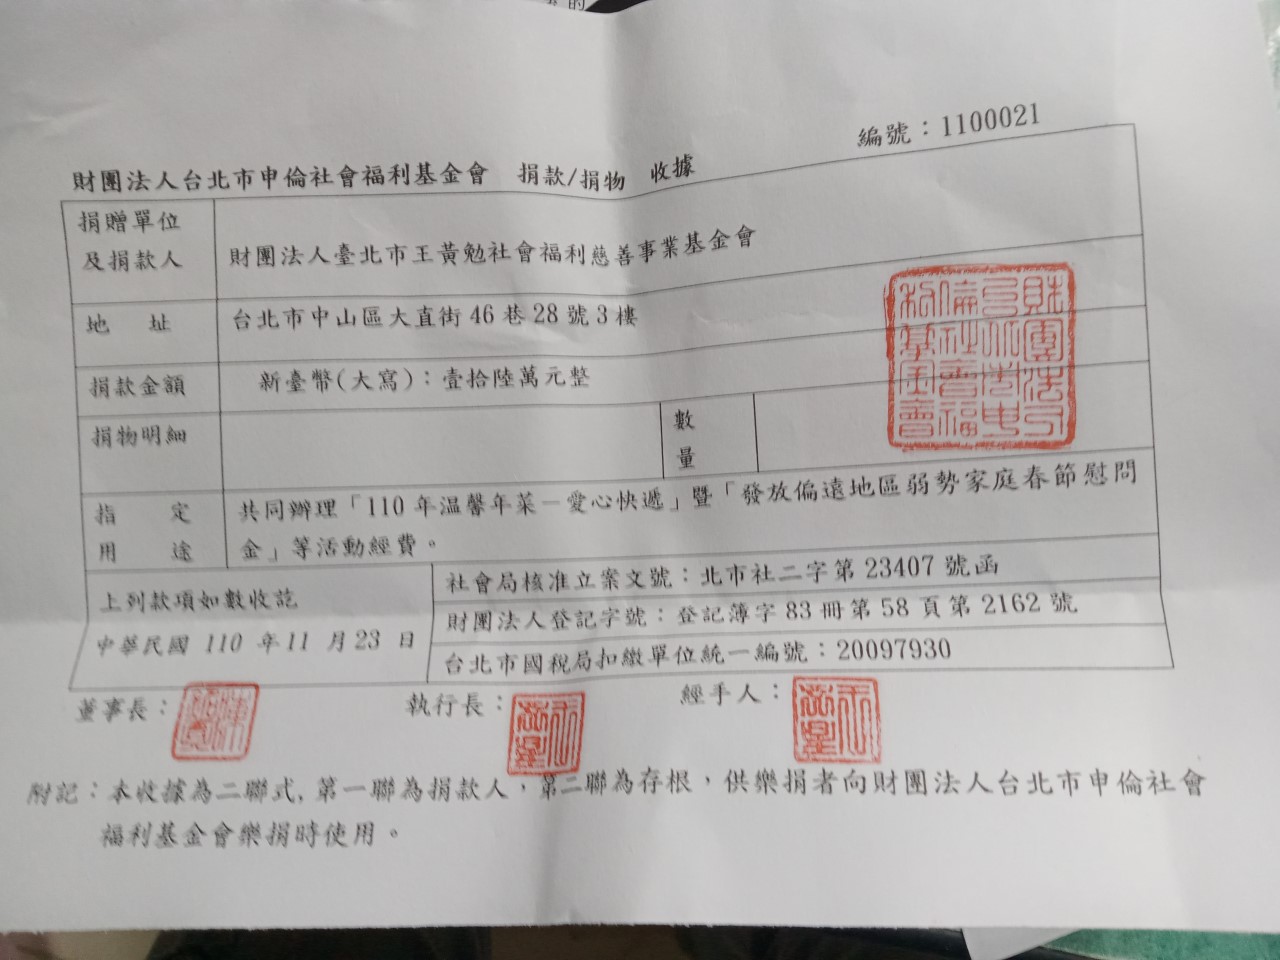 編號：1100021
財團法人台北市申倫社會福利基金會 捐款/捐物 收據
捐贈單位
及捐款人
財團法人臺北市王黃勉社會福利慈善事業基金會
地 址
台北市中山區大直街46巷28號3樓
捐款金額
新臺幣(大寫)：壹拾陸萬元整
捐物明細
數
量
指 定
用 途
共同辦理「110年溫馨年菜－愛心快遞」暨「發放偏遠地區弱勢家庭春節慰問
金」等活動經費。
上列款項如數收訖
中華民國 110 年11 月23 日
社會局核准立案文號：北市社二字第23407號函
財團法人登記字號：登記簿字83冊第58頁第2162號
台北市國稅局扣繳單位統一編號：20097930
財團法人台北市申倫社會福利基金會
董事長：
執行長：
經手人：
附記：本收據為二聯式,第一聯為捐款人，第二聯為存根，供樂捐者向財團法人台北市申倫社會
福利基金會樂捐時使用。